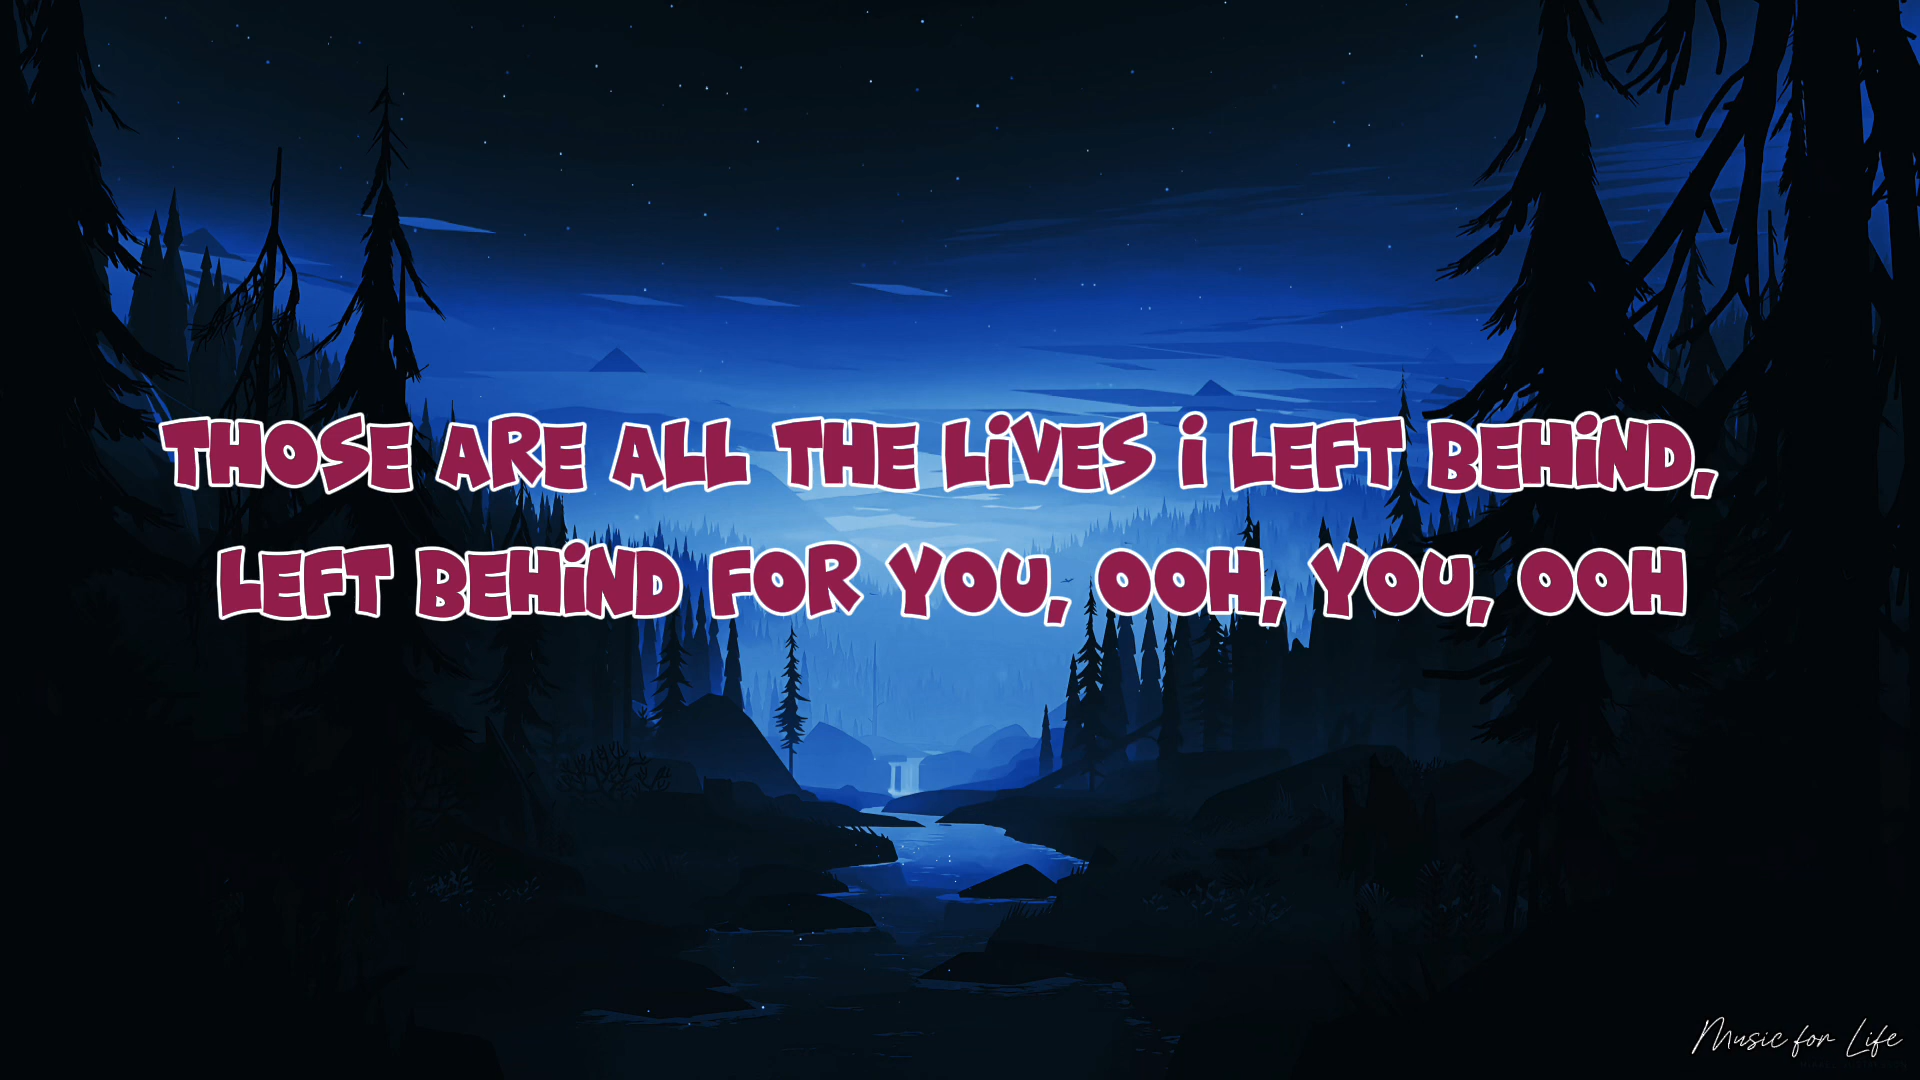 THOSE ARE ALL THE LiVES i LEFT BEHiND,
LEFT BEHiND FOR YOU, OOH, YOU, OOH
Music for Life